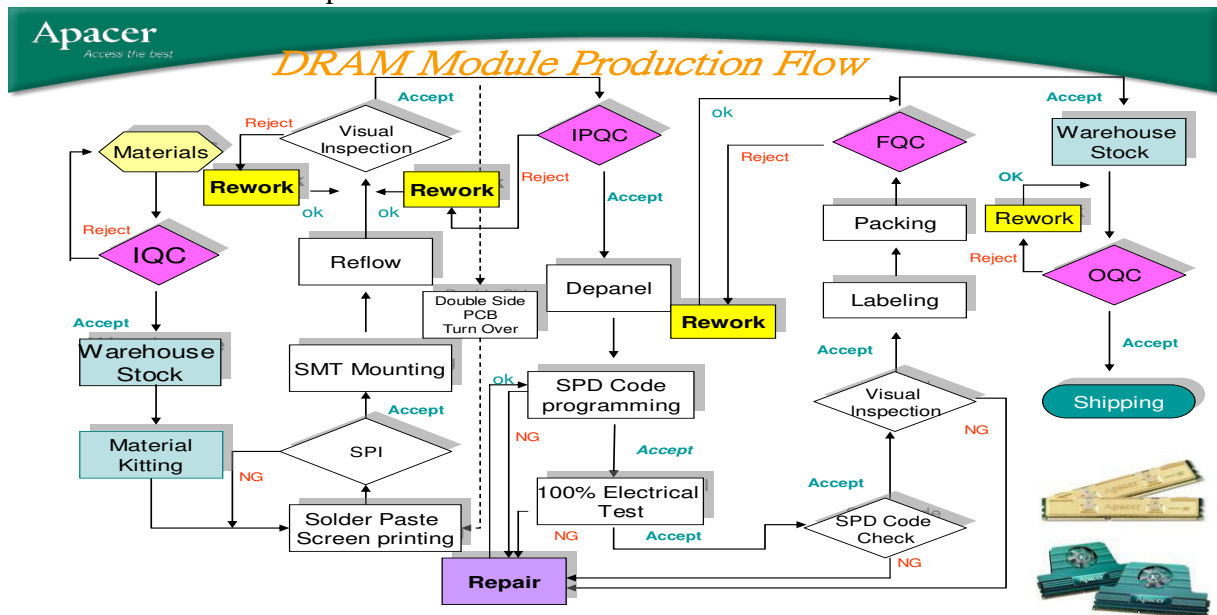 Apacer
Access the best
DRAM Module Production Flow
Materials
Reject
IQC
Accept
Warehouse
Stock
Material
Kitting
NG
Solder Paste
Screen printing
SPI
Accept
SMT Mounting
Reflow
Visual
Inspection
Reject
Rework
ok
Accept
Rework
ok
Reject
IPQC
Accept
Double Side
PCB
Turn Over
Depanel
SPD Code
programming
ok
NG
Accept
100% Electrical
Test
NG
Accept
Repair
SPD Code
Check
NG
Accept
Visual
Inspection
NG
Accept
Labeling
Packing
FQC
Reject
Rework
ok
Accept
Warehouse
Stock
OK
Rework
Reject
OQC
Accept
Shipping
Apacer
Apacer
Apacer